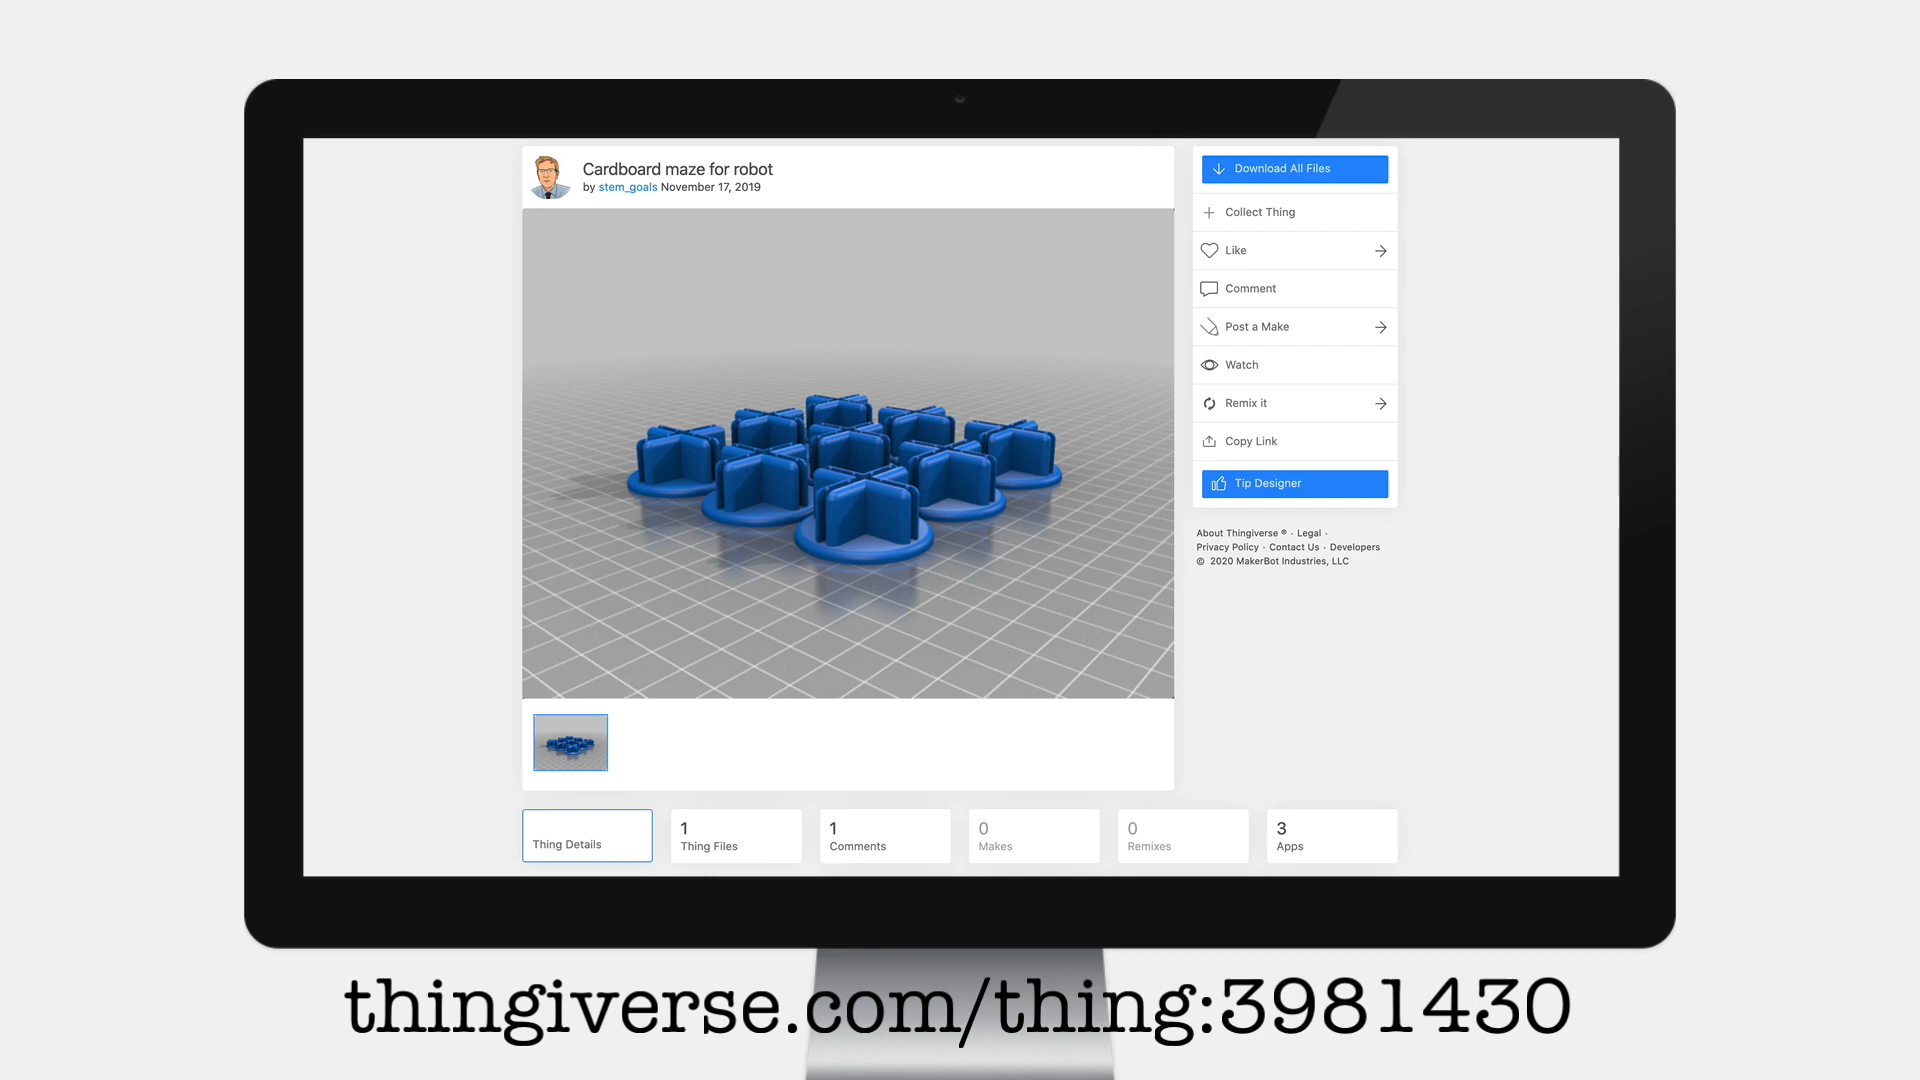 Cardboard maze for robot
by stem_goals November 17, 2019
Download All Files
Collect Thing
Like
Comment
Post a Make
Watch
Remix it
Copy Link
Tip Designer
About Thingiverse ® · Legal ·
Privacy Policy · Contact Us · Developers
© 2020 MakerBot Industries, LLC
Thing Details
1
Thing Files
1
Comments
0
Makes
0
Remixes
3
Apps
thingiverse.com/thing:3981430